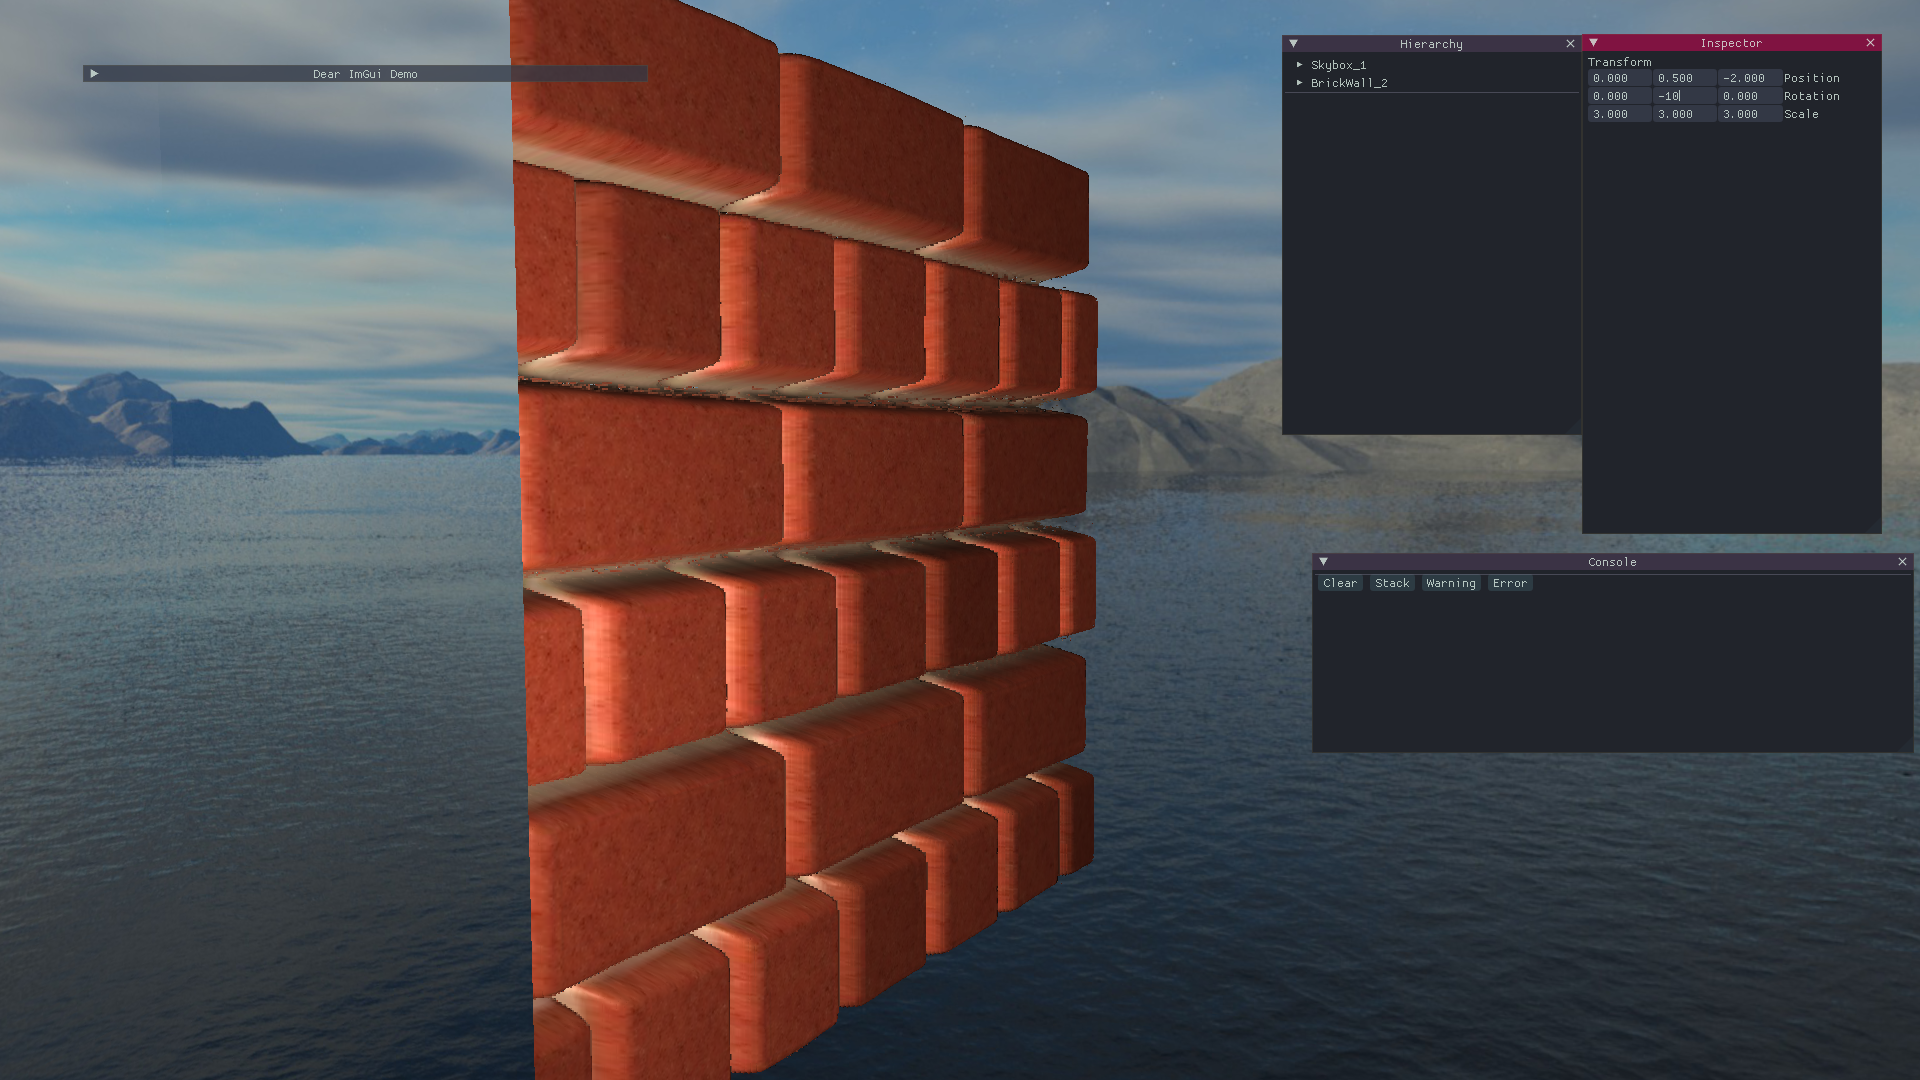 Dear ImGui Demo
Hierarchy
Skybox_1
BrickWall_2
Inspector
Transform
0.000 0.500 -2.000 Position
0.000 -10 0.000 Rotation
3.000 3.000 3.000 Scale
Console
Clear Stack Warning Error